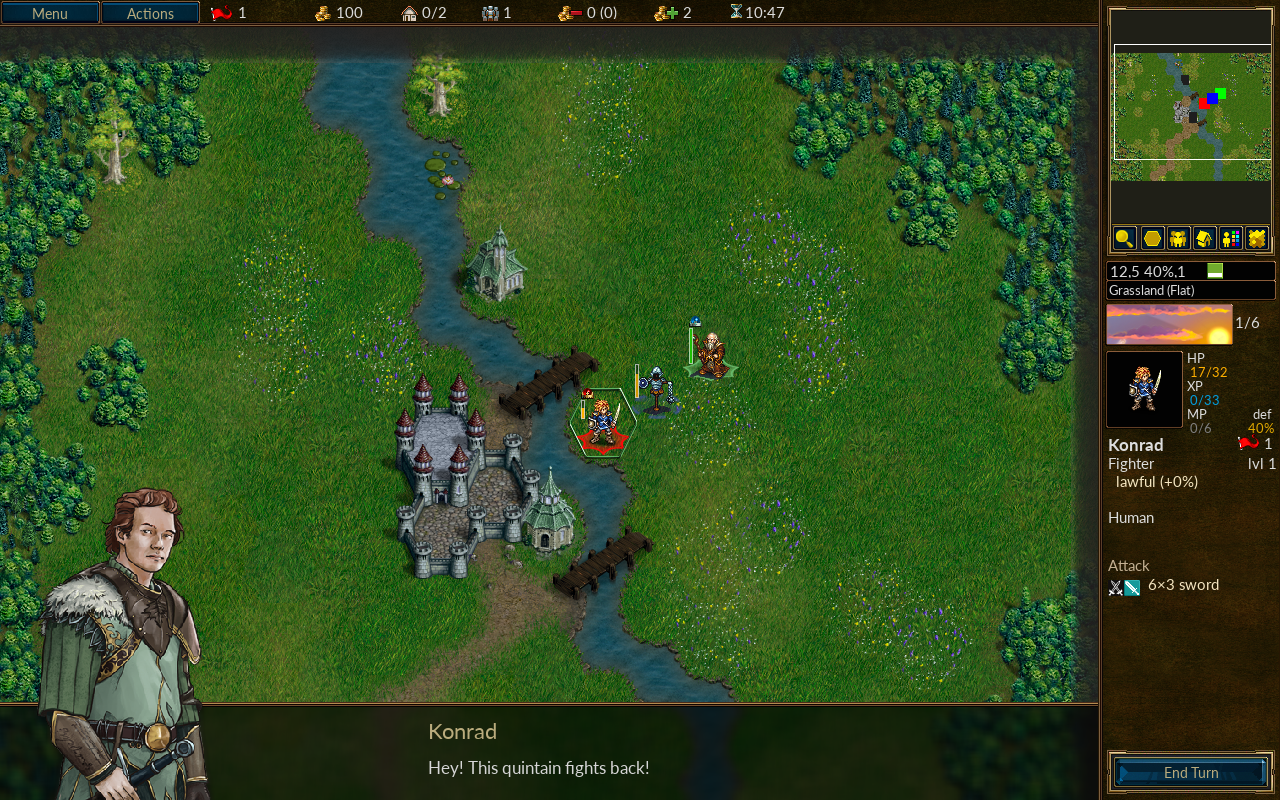 Menu Actions 1 100 0/2 1 0 (0) 2 10:47
12,5 40%,1
Grassland (Flat)
1/6
HP
17/32
XP
0/33
MP def
0/6 40%
Konrad 1
Fighter lvl 1
lawful (+0%)
Human
Attack
6×3 sword
Konrad
Hey! This quintain fights back!
End Turn